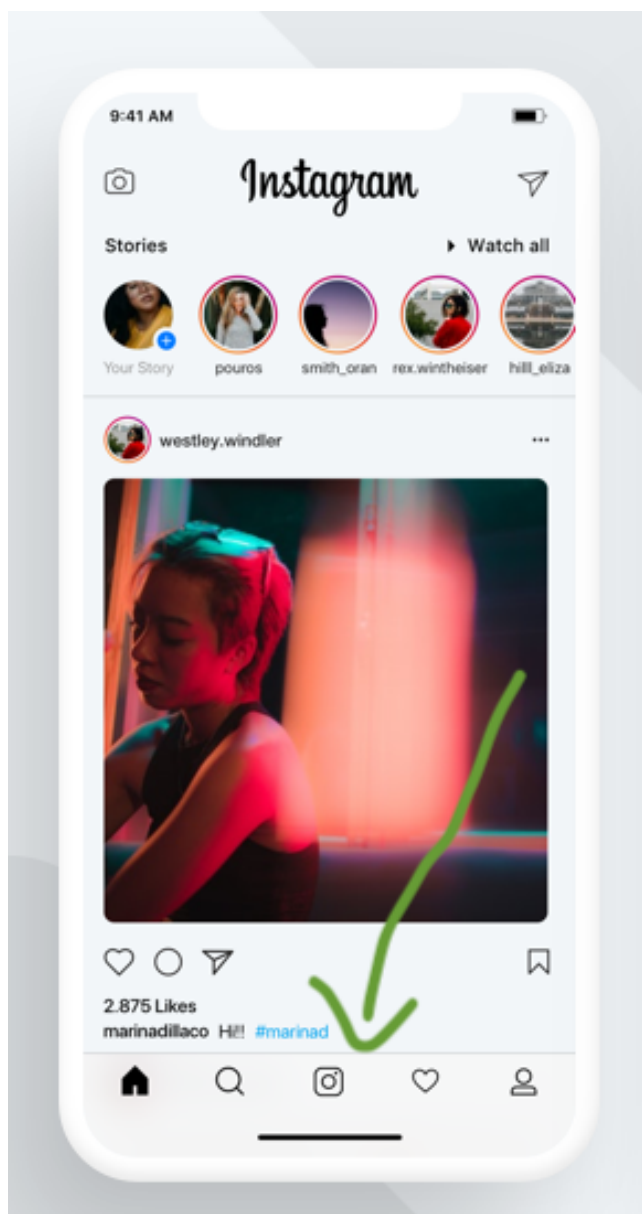 9:41 AM
Instagram
Stories
Watch all
Your Story
pouros
smith_oran
rex.wintheiser
hilll_eliza
westley.windler
2.875 Likes
marinadillaco Hi!! #marinad